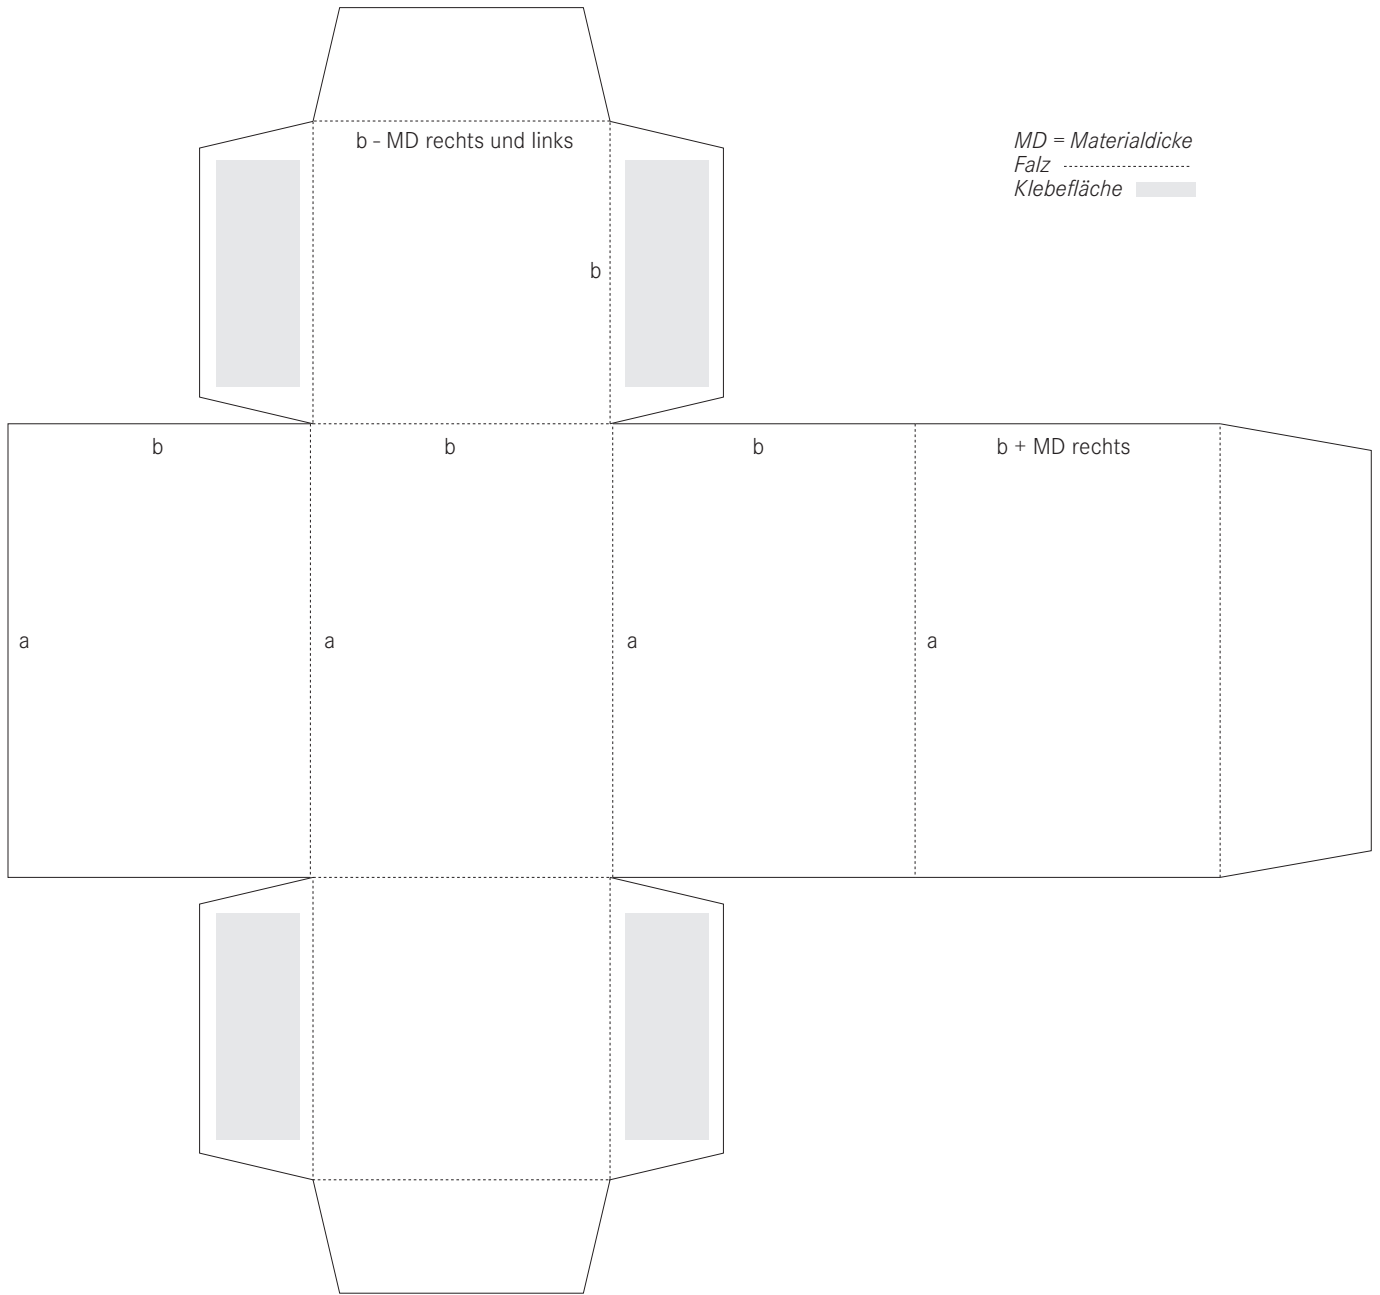 b - MD rechts und links
MD = Materialdicke
Falz
Klebefläche
b
b
b
b
b + MD rechts
a
a
a
a